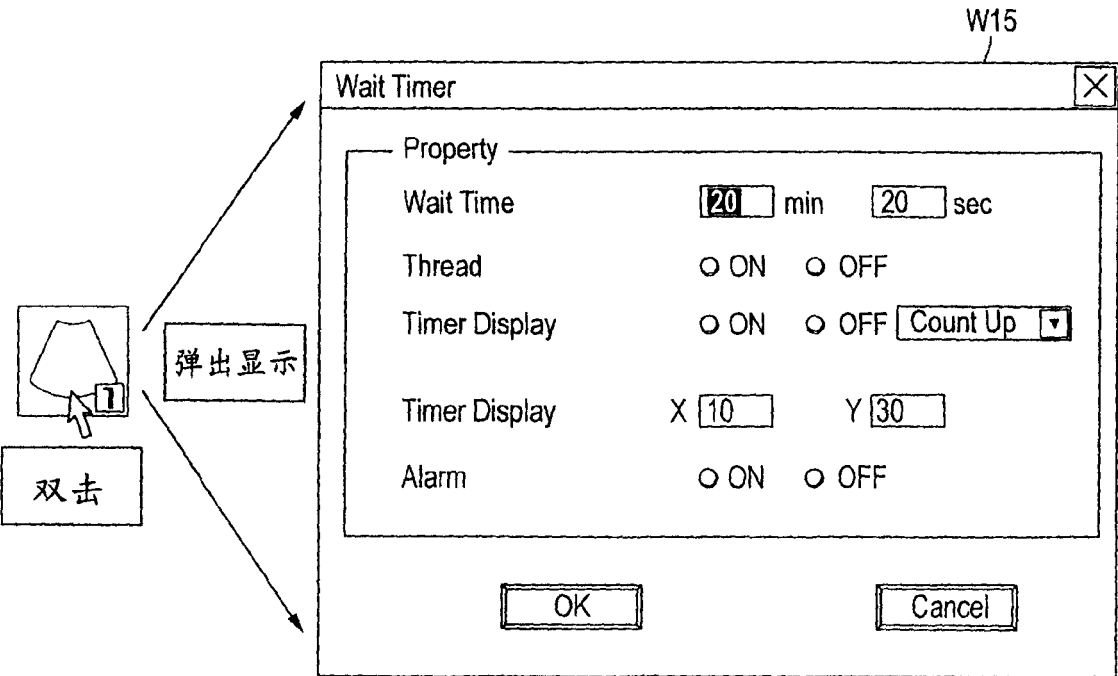 W15
Wait Timer
Property
Wait Time 20 min 20 sec
Thread ON OFF
Timer Display ON OFF Count Up
Timer Display X 10 Y 30
Alarm ON OFF
OK Cancel
1
弹出显示
双击